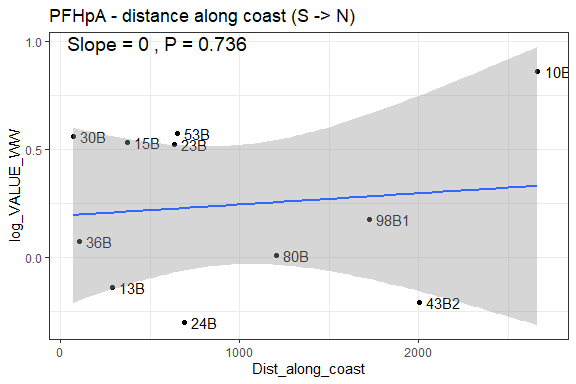 PFHpA - distance along coast (S -> N)
Slope = 0 , P = 0.736
1.0
0.5
0.0
log_VALUE_WW
10B
30B
15B
53B
23B
36B
98B1
80B
13B
43B2
24B
0
1000
2000
Dist_along_coast